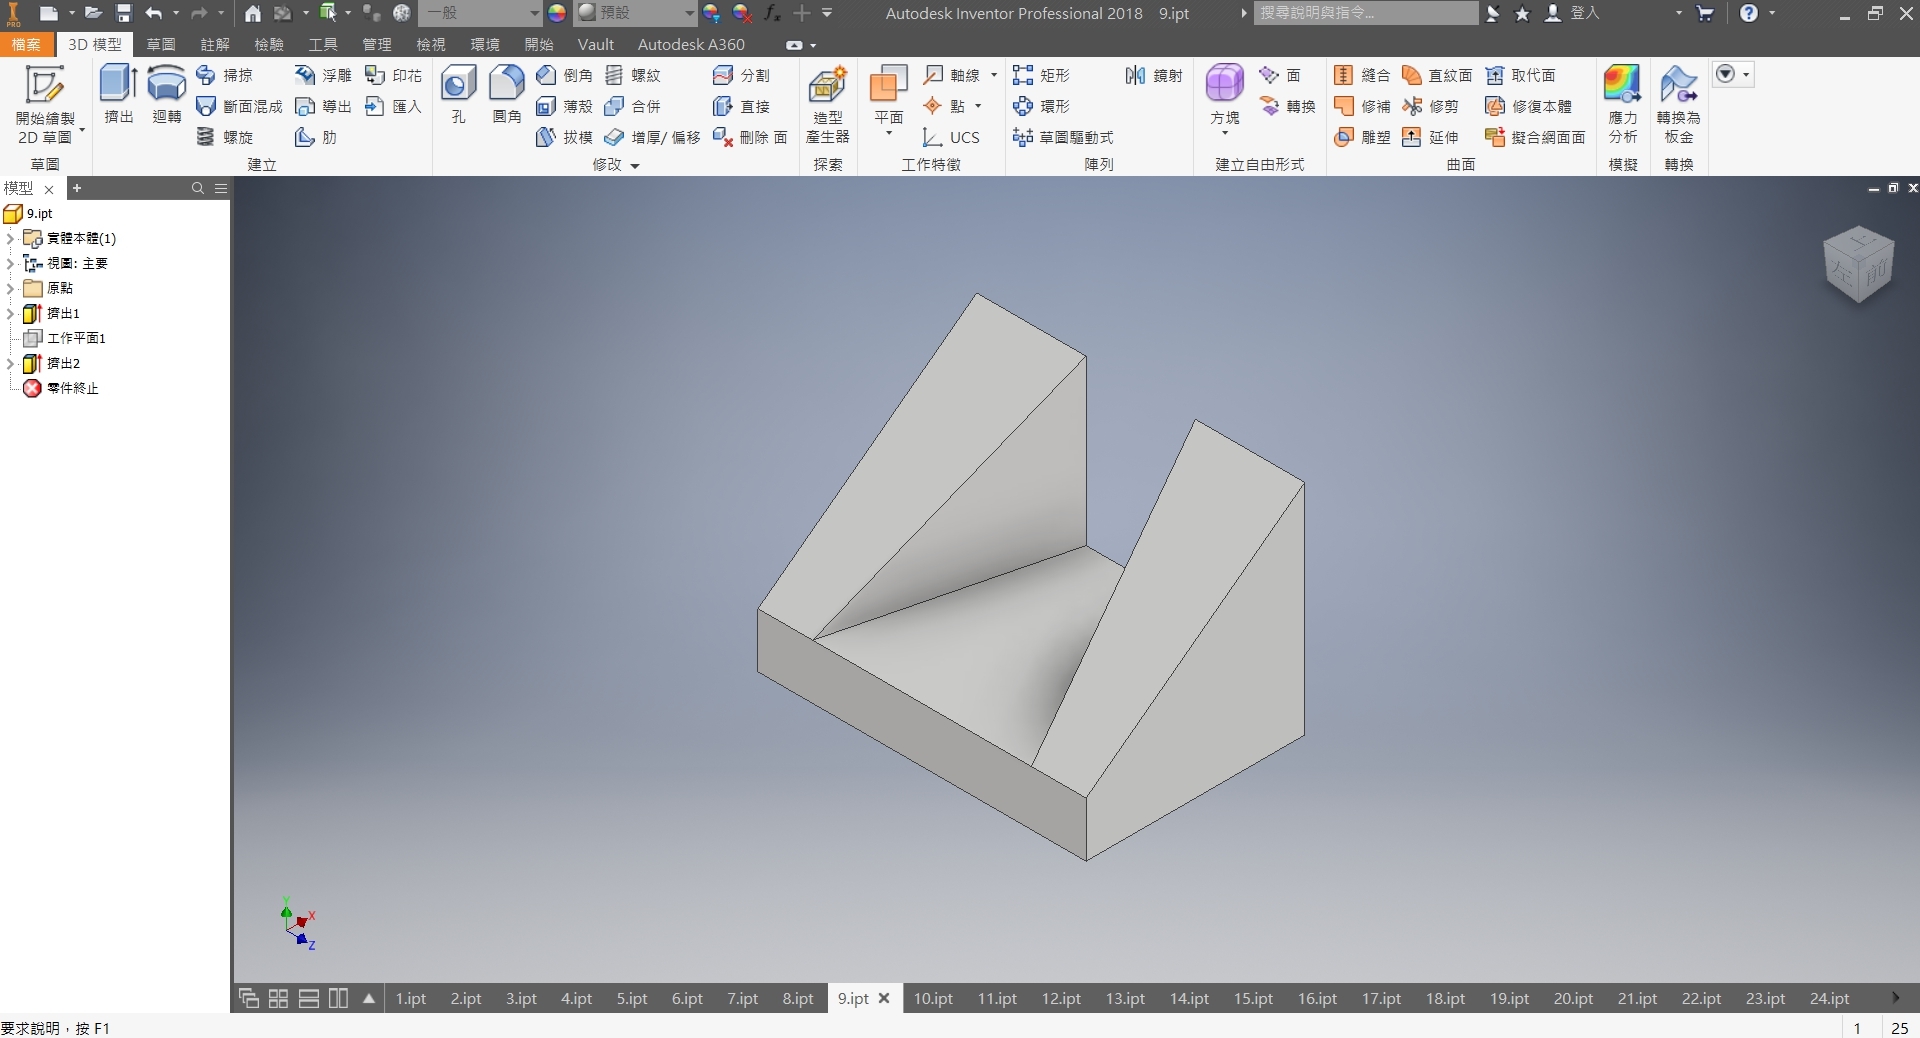 PRO 一般 預設 fx Autodesk Inventor Professional 2018 9.ipt 搜尋說明與指令... 登入
檔案 3D 模型 草圖 註解 檢驗 工具 管理 檢視 環境 開始 Vault Autodesk A360
開始繪製 2D 草圖 擠出 迴轉 掃掠 浮雕 印花 孔 圓角 倒角 螺紋 分割 造型產生器 平面 軸線 矩形 鏡射 方塊 面 縫合 直紋面 取代面 應力分析 轉換為板金
斷面混成 導出 匯入 薄殼 合併 直接 點 環形 轉換 修補 修剪 修復本體
螺旋 肋 拔模 增厚/ 偏移 刪除 面 UCS 草圖驅動式 雕塑 延伸 擬合網面面
草圖 建立 修改 探索 工作特徵 陣列 建立自由形式 曲面 模擬 轉換
模型
9.ipt
實體本體(1)
視圖: 主要
原點
擠出1
工作平面1
擠出2
零件終止
上
左 前
Y
X
Z
1.ipt 2.ipt 3.ipt 4.ipt 5.ipt 6.ipt 7.ipt 8.ipt 9.ipt 10.ipt 11.ipt 12.ipt 13.ipt 14.ipt 15.ipt 16.ipt 17.ipt 18.ipt 19.ipt 20.ipt 21.ipt 22.ipt 23.ipt 24.ipt
要求說明，按 F1 1 25